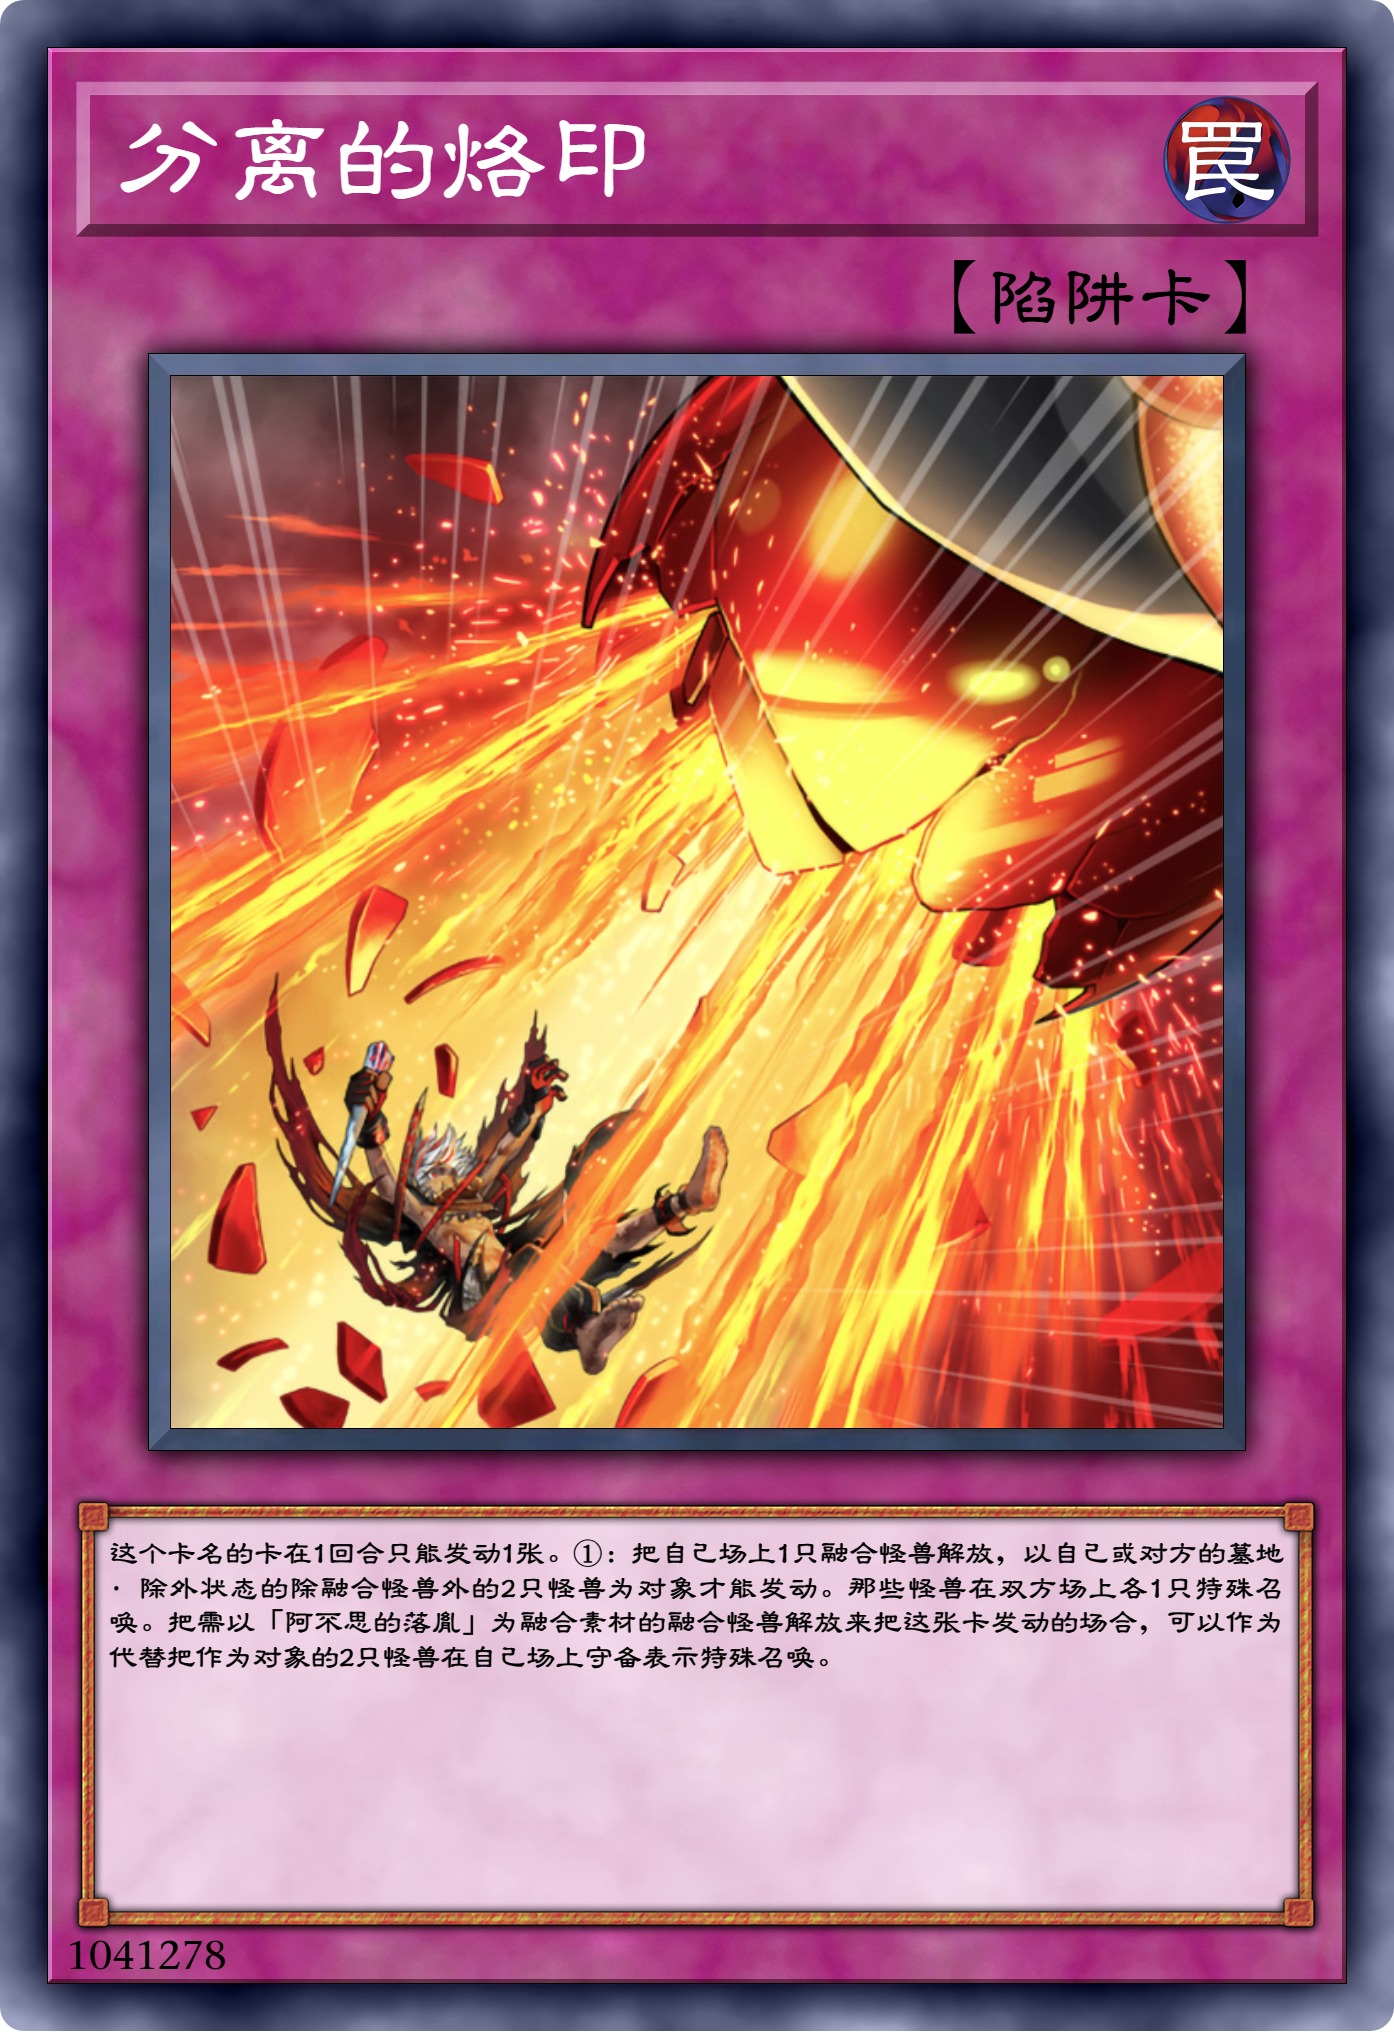 分离的烙印
罠
【陷阱卡】
这个卡名的卡在1回合只能发动1张。①：把自己场上1只融合怪兽解放，以自己或对方的墓地
·除外状态的除融合怪兽外的2只怪兽为对象才能发动。那些怪兽在双方场上各1只特殊召
唤。把需以「阿不思的落胤」为融合素材的融合怪兽解放来把这张卡发动的场合，可以作为
代替把作为对象的2只怪兽在自己场上守备表示特殊召唤。
1041278